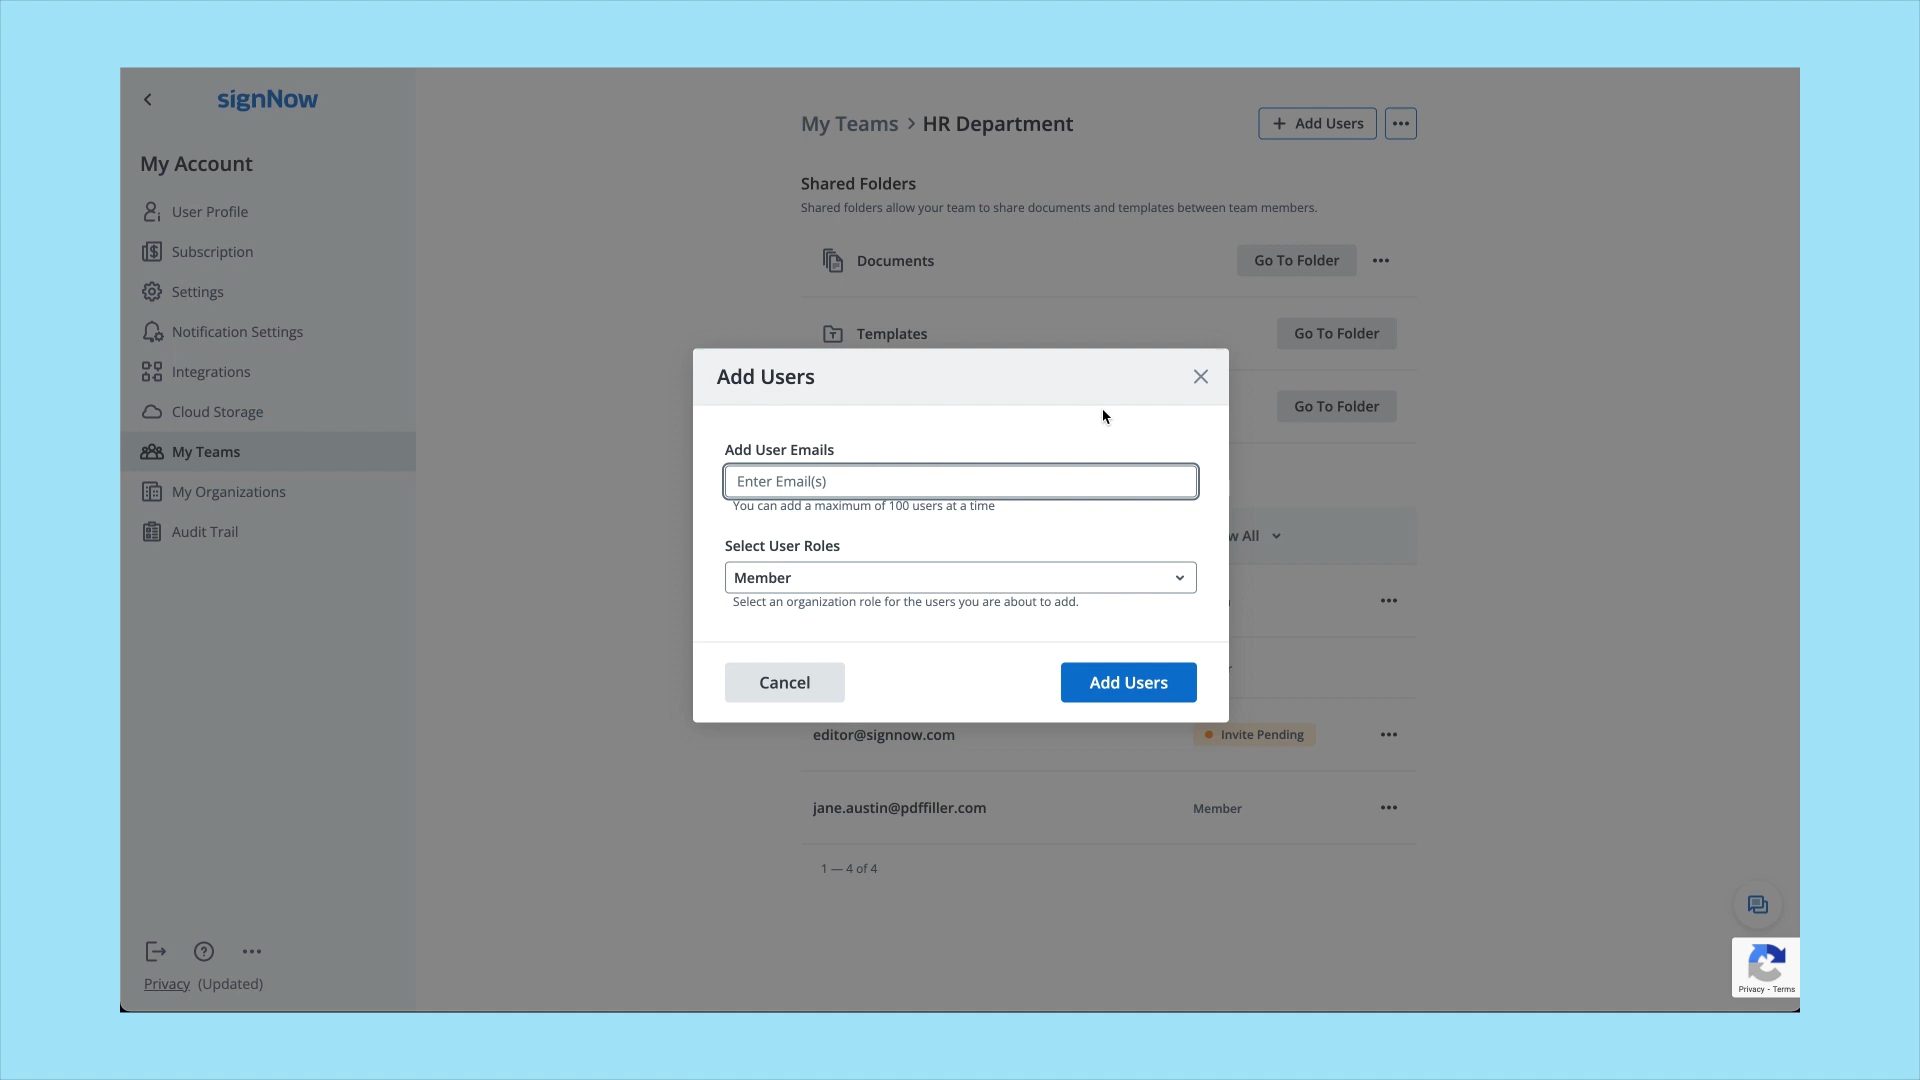 signNow
My Account
User Profile
Subscription
Settings
Notification Settings
Integrations
Cloud Storage
My Teams
My Organizations
Audit Trail
Privacy (Updated)
My Teams > HR Department
+ Add Users
Shared Folders
Shared folders allow your team to share documents and templates between team members.
Documents
Go To Folder
Templates
Go To Folder
Go To Folder
Add Users
Add User Emails
Enter Email(s)
You can add a maximum of 100 users at a time
Select User Roles
Member
Select an organization role for the users you are about to add.
Cancel
Add Users
All
editor@signnow.com
Invite Pending
jane.austin@pdffiller.com
Member
1 — 4 of 4
Privacy - Terms